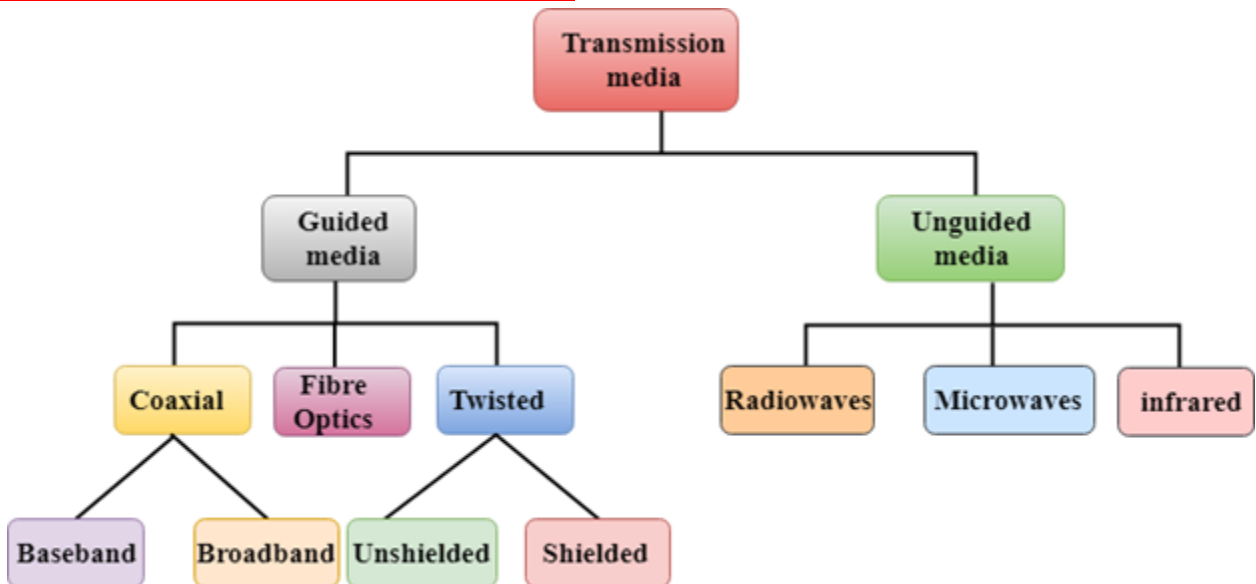 Transmission
media
Guided
media
Unguided
media
Coaxial
Fibre
Optics
Twisted
Radiowaves
Microwaves
infrared
Baseband
Broadband
Unshielded
Shielded